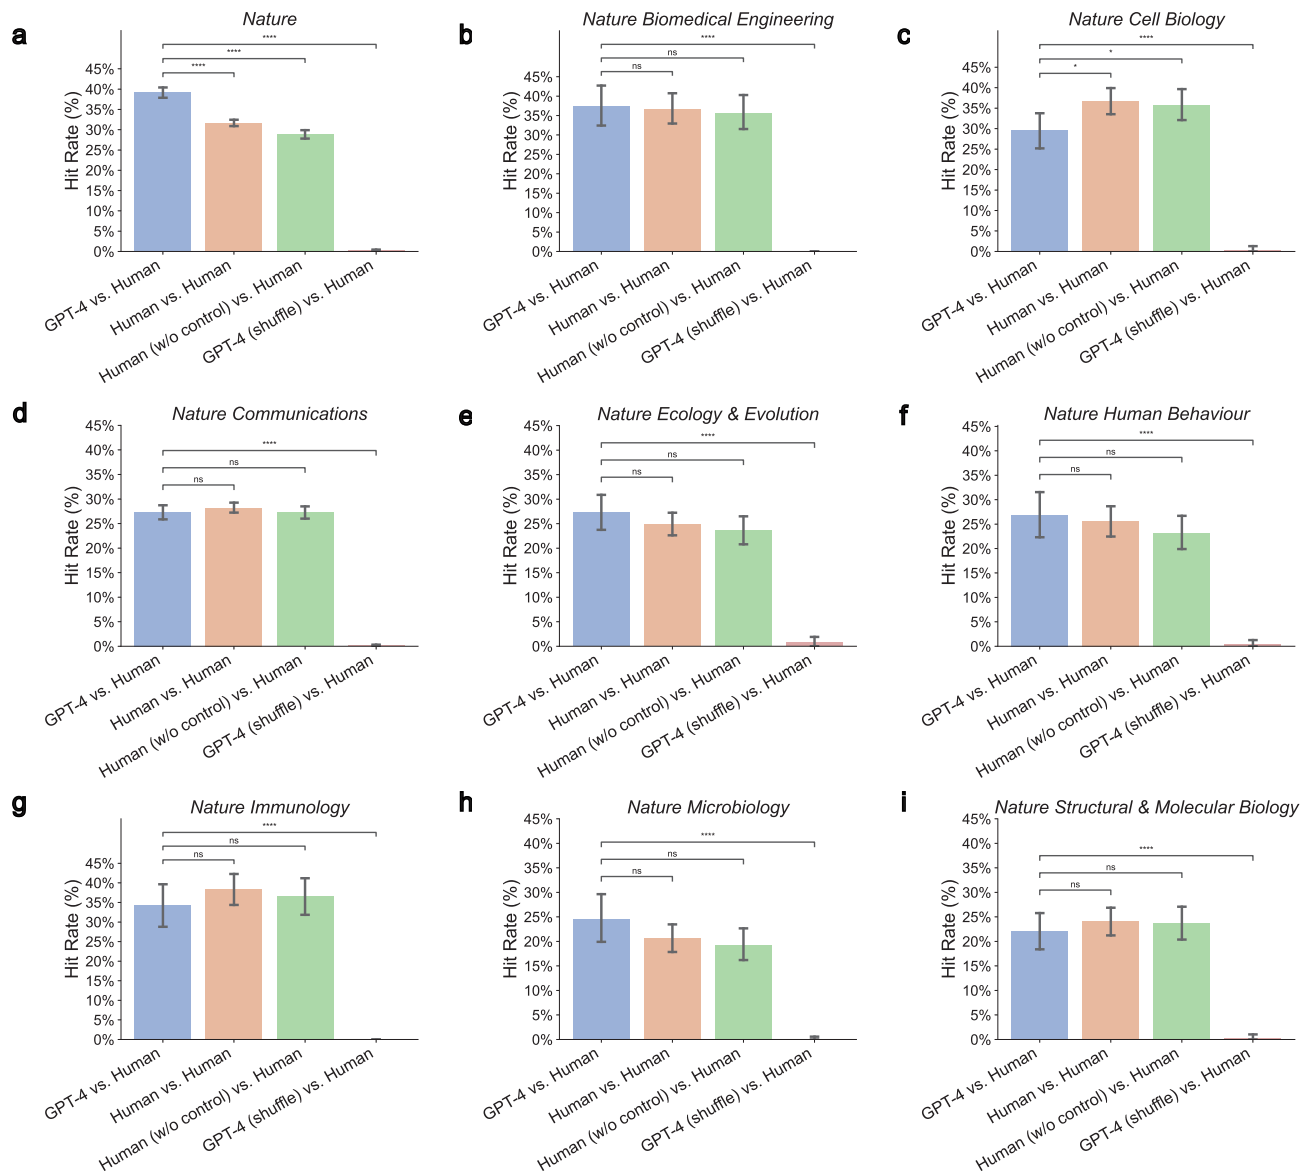 a
Nature
****
****
****
45%
40%
35%
30%
25%
20%
15%
10%
5%
0%
Hit Rate (%)
GPT-4 vs. Human
Human vs. Human
Human (w/o control) vs. Human
GPT-4 (shuffle) vs. Human
b
Nature Biomedical Engineering
****
ns
ns
45%
40%
35%
30%
25%
20%
15%
10%
5%
0%
Hit Rate (%)
GPT-4 vs. Human
Human vs. Human
Human (w/o control) vs. Human
GPT-4 (shuffle) vs. Human
c
Nature Cell Biology
****
*
*
45%
40%
35%
30%
25%
20%
15%
10%
5%
0%
Hit Rate (%)
GPT-4 vs. Human
Human vs. Human
Human (w/o control) vs. Human
GPT-4 (shuffle) vs. Human
d
Nature Communications
45%
40%
35%
30%
25%
20%
15%
10%
5%
0%
****
ns
ns
Hit Rate (%)
GPT-4 vs. Human
Human vs. Human
Human (w/o control) vs. Human
GPT-4 (shuffle) vs. Human
e
Nature Ecology & Evolution
45%
40%
35%
30%
25%
20%
15%
10%
5%
0%
****
ns
ns
Hit Rate (%)
GPT-4 vs. Human
Human vs. Human
Human (w/o control) vs. Human
GPT-4 (shuffle) vs. Human
f
Nature Human Behaviour
45%
40%
35%
30%
25%
20%
15%
10%
5%
0%
****
ns
ns
Hit Rate (%)
GPT-4 vs. Human
Human vs. Human
Human (w/o control) vs. Human
GPT-4 (shuffle) vs. Human
g
Nature Immunology
****
ns
ns
45%
40%
35%
30%
25%
20%
15%
10%
5%
0%
Hit Rate (%)
GPT-4 vs. Human
Human vs. Human
Human (w/o control) vs. Human
GPT-4 (shuffle) vs. Human
h
Nature Microbiology
45%
40%
35%
30%
25%
20%
15%
10%
5%
0%
****
ns
ns
Hit Rate (%)
GPT-4 vs. Human
Human vs. Human
Human (w/o control) vs. Human
GPT-4 (shuffle) vs. Human
i
Nature Structural & Molecular Biology
45%
40%
35%
30%
25%
20%
15%
10%
5%
0%
****
ns
ns
Hit Rate (%)
GPT-4 vs. Human
Human vs. Human
Human (w/o control) vs. Human
GPT-4 (shuffle) vs. Human